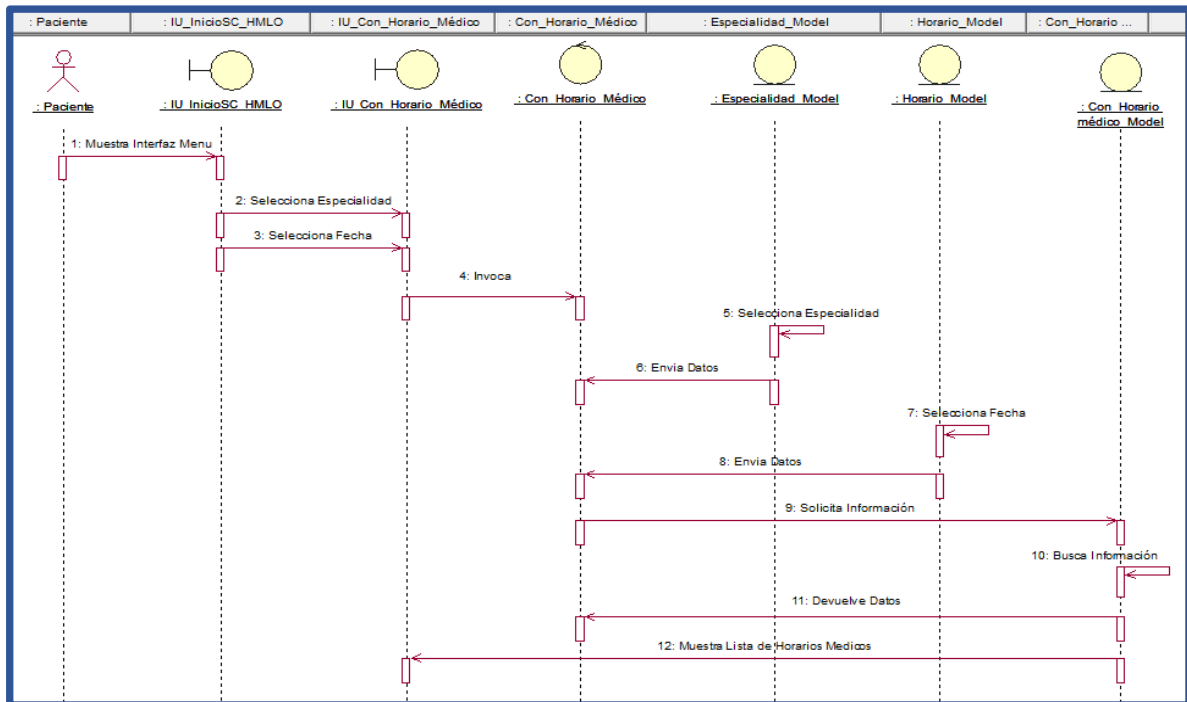 : Paciente
: IU_InicioSC_HMLO
: IU_Con_Horario_Médico
: Con_Horario_Médico
: Especialidad_Model
: Horario_Model
: Con_Horario ...
: Paciente
: IU_InicioSC_HMLO
: IU_Con_Horario_Médico
: Con_Horario_Médico
: Especialidad_Model
: Horario_Model
: Con_Horario
médico_Model
1: Muestra Interfaz Menu
2: Selecciona Especialidad
3: Selecciona Fecha
4: Invoca
5: Selecciona Especialidad
6: Envia Datos
7: Selecciona Fecha
8: Envia Datos
9: Solicita Información
10: Busca Información
11: Devuelve Datos
12: Muestra Lista de Horarios Medicos